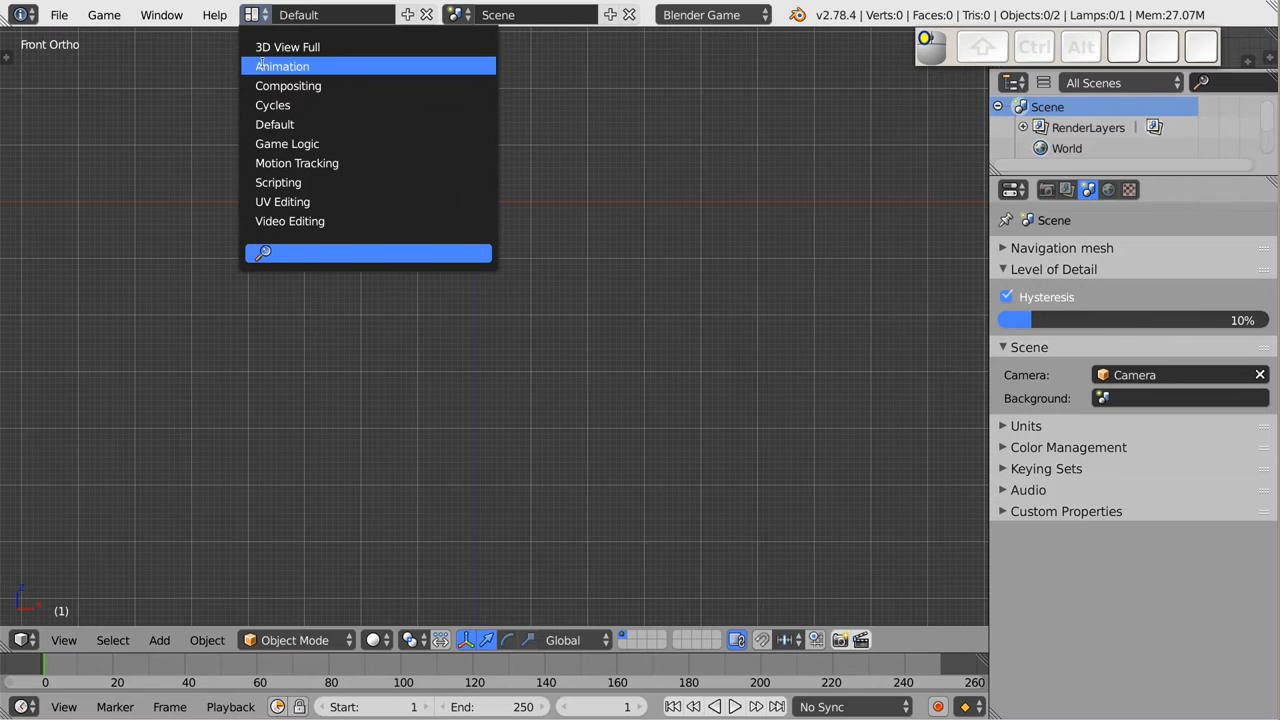 File Game Window Help Default Scene Blender Game v2.78.4 | Verts:0 | Faces:0 | Tris:0 | Objects:0/2 | Lamps:0/1 | Mem:27.07M
Front Ortho
3D View Full
Animation
Compositing
Cycles
Default
Game Logic
Motion Tracking
Scripting
UV Editing
Video Editing
Ctrl Alt
All Scenes
Scene
RenderLayers |
World
Scene
Navigation mesh
Level of Detail
Hysteresis
10%
Scene
Camera: Camera
Background:
Units
Color Management
Keying Sets
Audio
Custom Properties
z
x
(1)
View Select Add Object Object Mode Global
0 20 40 60 80 100 120 140 160 180 200 220 240 260
View Marker Frame Playback Start: 1 End: 250 1 No Sync